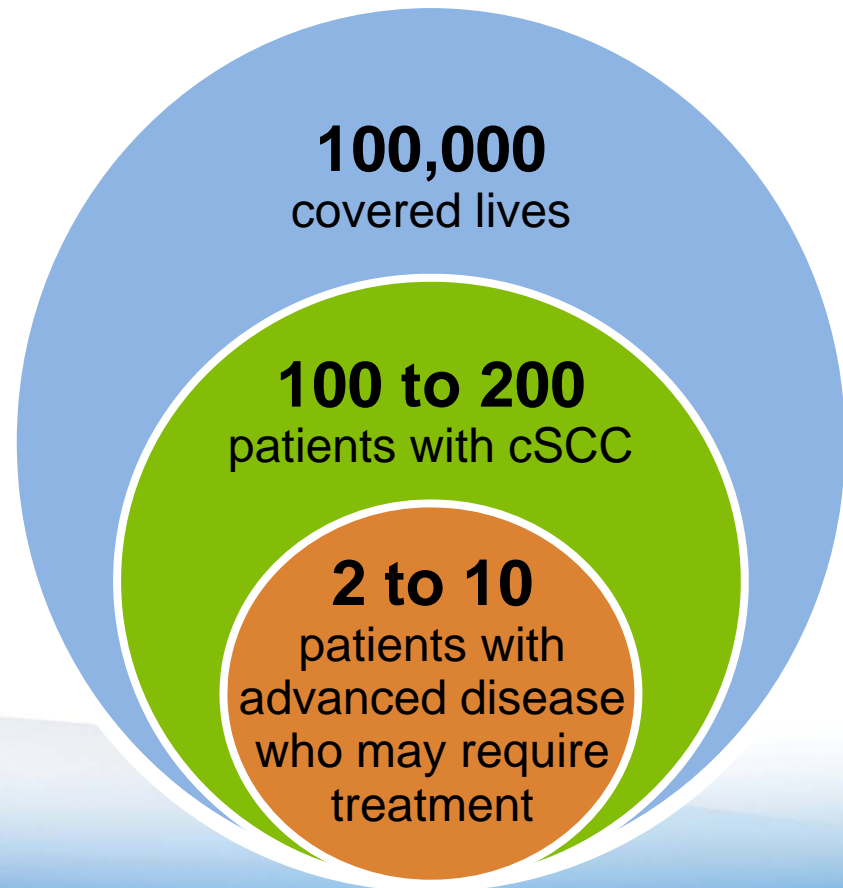 100,000
covered lives
100 to 200
patients with cSCC
2 to 10
patients with
advanced disease
who may require
treatment